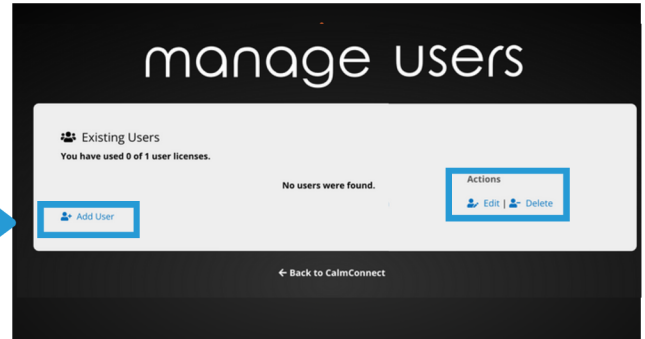 manage users
Existing Users
You have used 0 of 1 user licenses.
No users were found.
Actions
Edit | Delete
Add User
← Back to CalmConnect